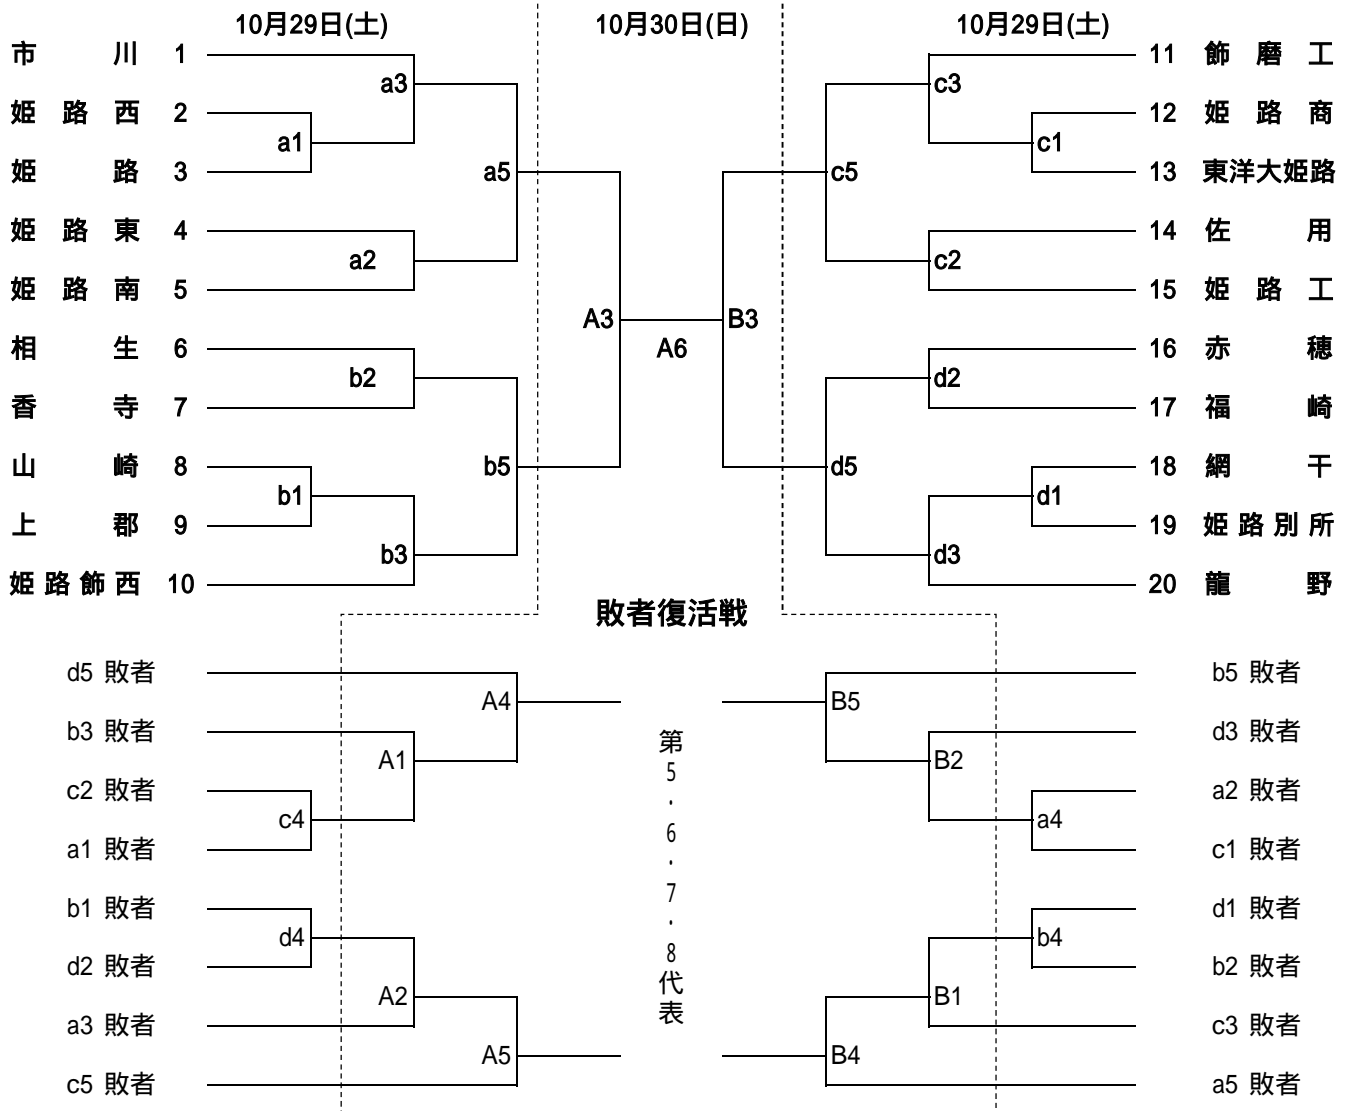 10月29日(土) 10月30日(日) 10月29日(土)
市川 1 11 飾磨工
a3 c3
姫路西 2 12 姫路商
a1 c1
姫路 3 a5 c5 13 東洋大姫路
姫路東 4 14 佐用
a2 c2
姫路南 5 15 姫路工
A3 B3
相生 6 A6 16 赤穂
b2 d2
香寺 7 17 福崎
山崎 8 b5 d5 18 網干
b1 d1
上郡 9 19 姫路別所
b3 d3
姫路飾西 10 20 龍野
敗者復活戦
d5 敗者 b5 敗者
A4 B5
b3 敗者 d3 敗者
A1 B2
c2 敗者 a2 敗者
c4 a4
a1 敗者 c1 敗者
b1 敗者 d1 敗者
d4 b4
d2 敗者 b2 敗者
A2 B1
a3 敗者 c3 敗者
A5 B4
c5 敗者 a5 敗者
第5・6・7・8代表